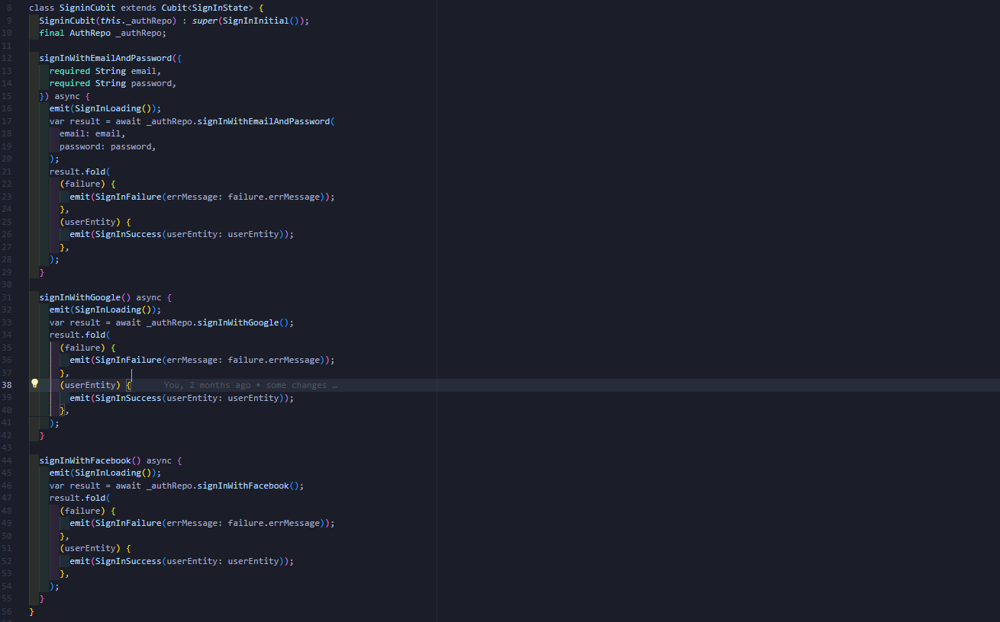 8 class SigninCubit extends Cubit<SignInState> {
9   SigninCubit(this._authRepo) : super(SignInInitial());
10   final AuthRepo _authRepo;
11
12   signInWithEmailAndPassword({
13     required String email,
14     required String password,
15   }) async {
16     emit(SignInLoading());
17     var result = await _authRepo.signInWithEmailAndPassword(
18       email: email,
19       password: password,
20     );
21     result.fold(
22       (failure) {
23         emit(SignInFailure(errMessage: failure.errMessage));
24       },
25       (userEntity) {
26         emit(SignInSuccess(userEntity: userEntity));
27       },
28     );
29   }
30
31   signInWithGoogle() async {
32     emit(SignInLoading());
33     var result = await _authRepo.signInWithGoogle();
34     result.fold(
35       (failure) {
36         emit(SignInFailure(errMessage: failure.errMessage));
37       },
38       (userEntity) {      You, 2 months ago • some changes …
39         emit(SignInSuccess(userEntity: userEntity));
40       },
41     );
42   }
43
44   signInWithFacebook() async {
45     emit(SignInLoading());
46     var result = await _authRepo.signInWithFacebook();
47     result.fold(
48       (failure) {
49         emit(SignInFailure(errMessage: failure.errMessage));
50       },
51       (userEntity) {
52         emit(SignInSuccess(userEntity: userEntity));
53       },
54     );
55   }
56 }